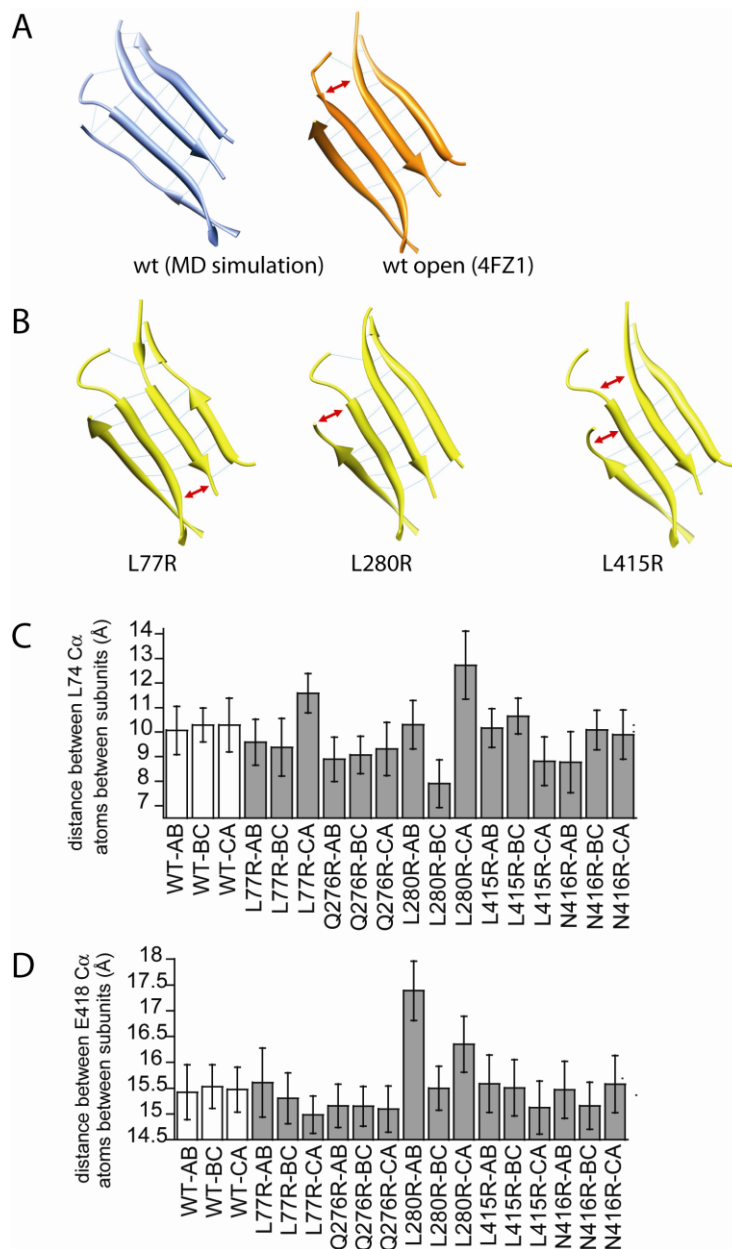 A
wt (MD simulation)
wt open (4FZ1)
B
L77R
L280R
L415R
C
distance between L74 Cα
atoms between subunits (Å)
14
13
12
11
10
9
8
7
WT-AB
WT-BC
WT-CA
L77R-AB
L77R-BC
L77R-CA
Q276R-AB
Q276R-BC
Q276R-CA
L280R-AB
L280R-BC
L280R-CA
L415R-AB
L415R-BC
L415R-CA
N416R-AB
N416R-BC
N416R-CA
D
distance between E418 Cα
atoms between subunits (Å)
18
17
16.5
16
15.5
15
14.5
WT-AB
WT-BC
WT-CA
L77R-AB
L77R-BC
L77R-CA
Q276R-AB
Q276R-BC
Q276R-CA
L280R-AB
L280R-BC
L280R-CA
L415R-AB
L415R-BC
L415R-CA
N416R-AB
N416R-BC
N416R-CA